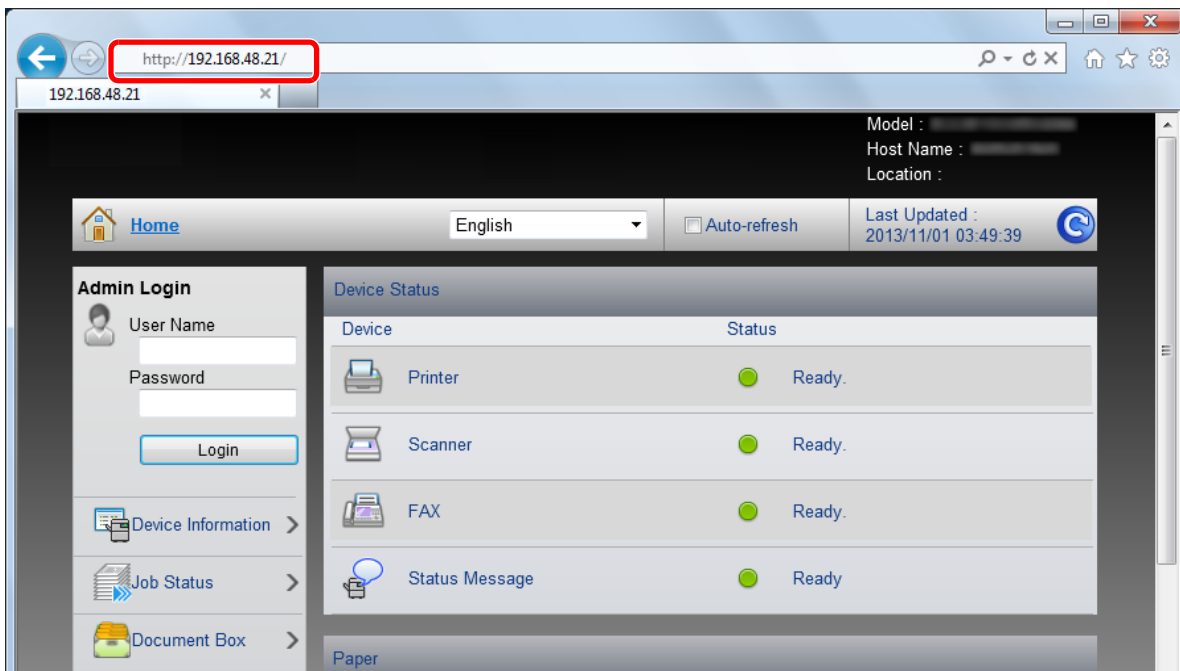 http://192.168.48.21/
192.168.48.21
Model :
Host Name :
Location :
Home
English
Auto-refresh
Last Updated :
2013/11/01 03:49:39
Admin Login
User Name
Password
Login
Device Information
Job Status
Document Box
Device Status
Device Status
Printer Ready.
Scanner Ready.
FAX Ready.
Status Message Ready
Paper